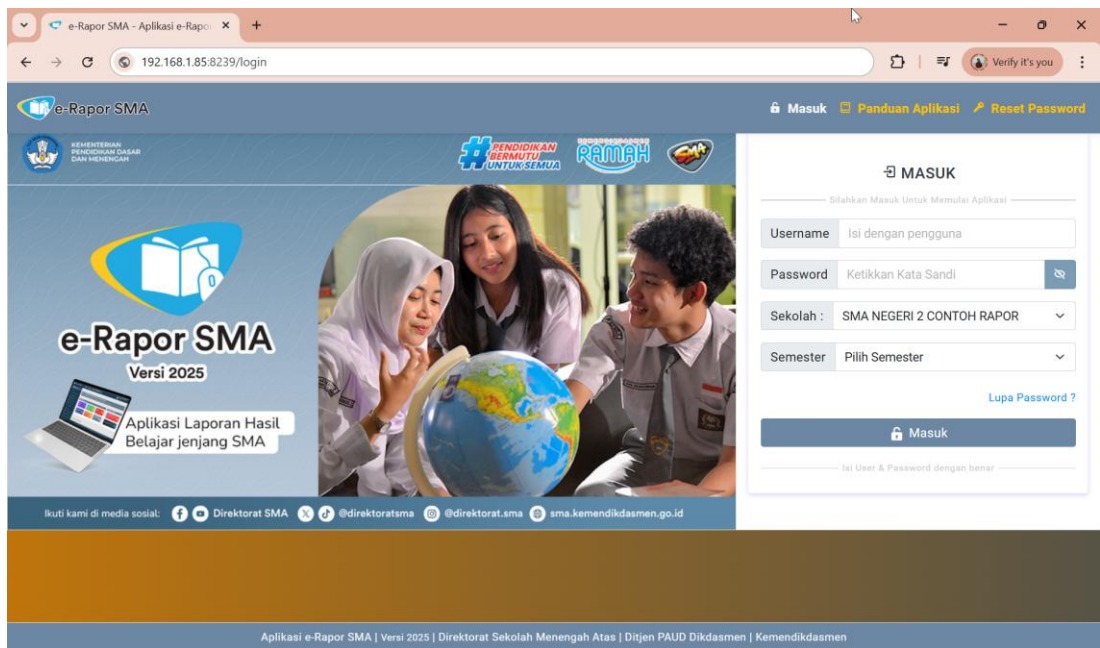 e-Rapor SMA - Aplikasi e-Rapo
192.168.1.85:8239/login
Verify it's you
e-Rapor SMA
Masuk Panduan Aplikasi Reset Password
KEMENTERIAN
PENDIDIKAN DASAR
DAN MENENGAH
#PENDIDIKAN
BERMUTU
UNTUK SEMUA
RAMAH
SMA
e-Rapor SMA
Versi 2025
Aplikasi Laporan Hasil
Belajar jenjang SMA
Ikuti kami di media sosial: Direktorat SMA @direktoratsma @direktorat.sma sma.kemendikdasmen.go.id
MASUK
Silahkan Masuk Untuk Memulai Aplikasi
Username Isi dengan pengguna
Password Ketikkan Kata Sandi
Sekolah : SMA NEGERI 2 CONTOH RAPOR
Semester Pilih Semester
Lupa Password ?
Masuk
Isi User & Password dengan benar
Aplikasi e-Rapor SMA | Versi 2025 | Direktorat Sekolah Menengah Atas | Ditjen PAUD Dikdasmen | Kemendikdasmen